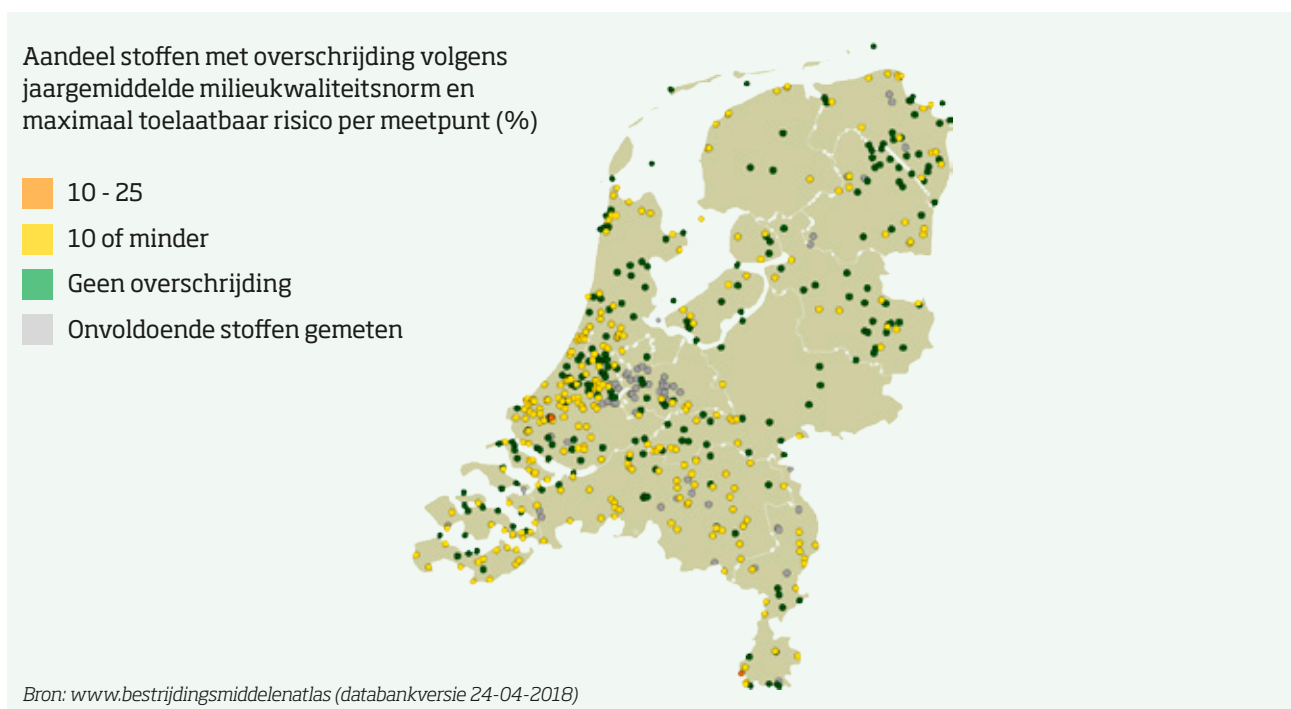 Aandeel stoffen met overschrijding volgens
jaargemiddelde milieukwaliteitsnorm en
maximaal toelaatbaar risico per meetpunt (%)
10 - 25
10 of minder
Geen overschrijding
Onvoldoende stoffen gemeten
Bron: www.bestrijdingsmiddelenatlas (databankversie 24-04-2018)